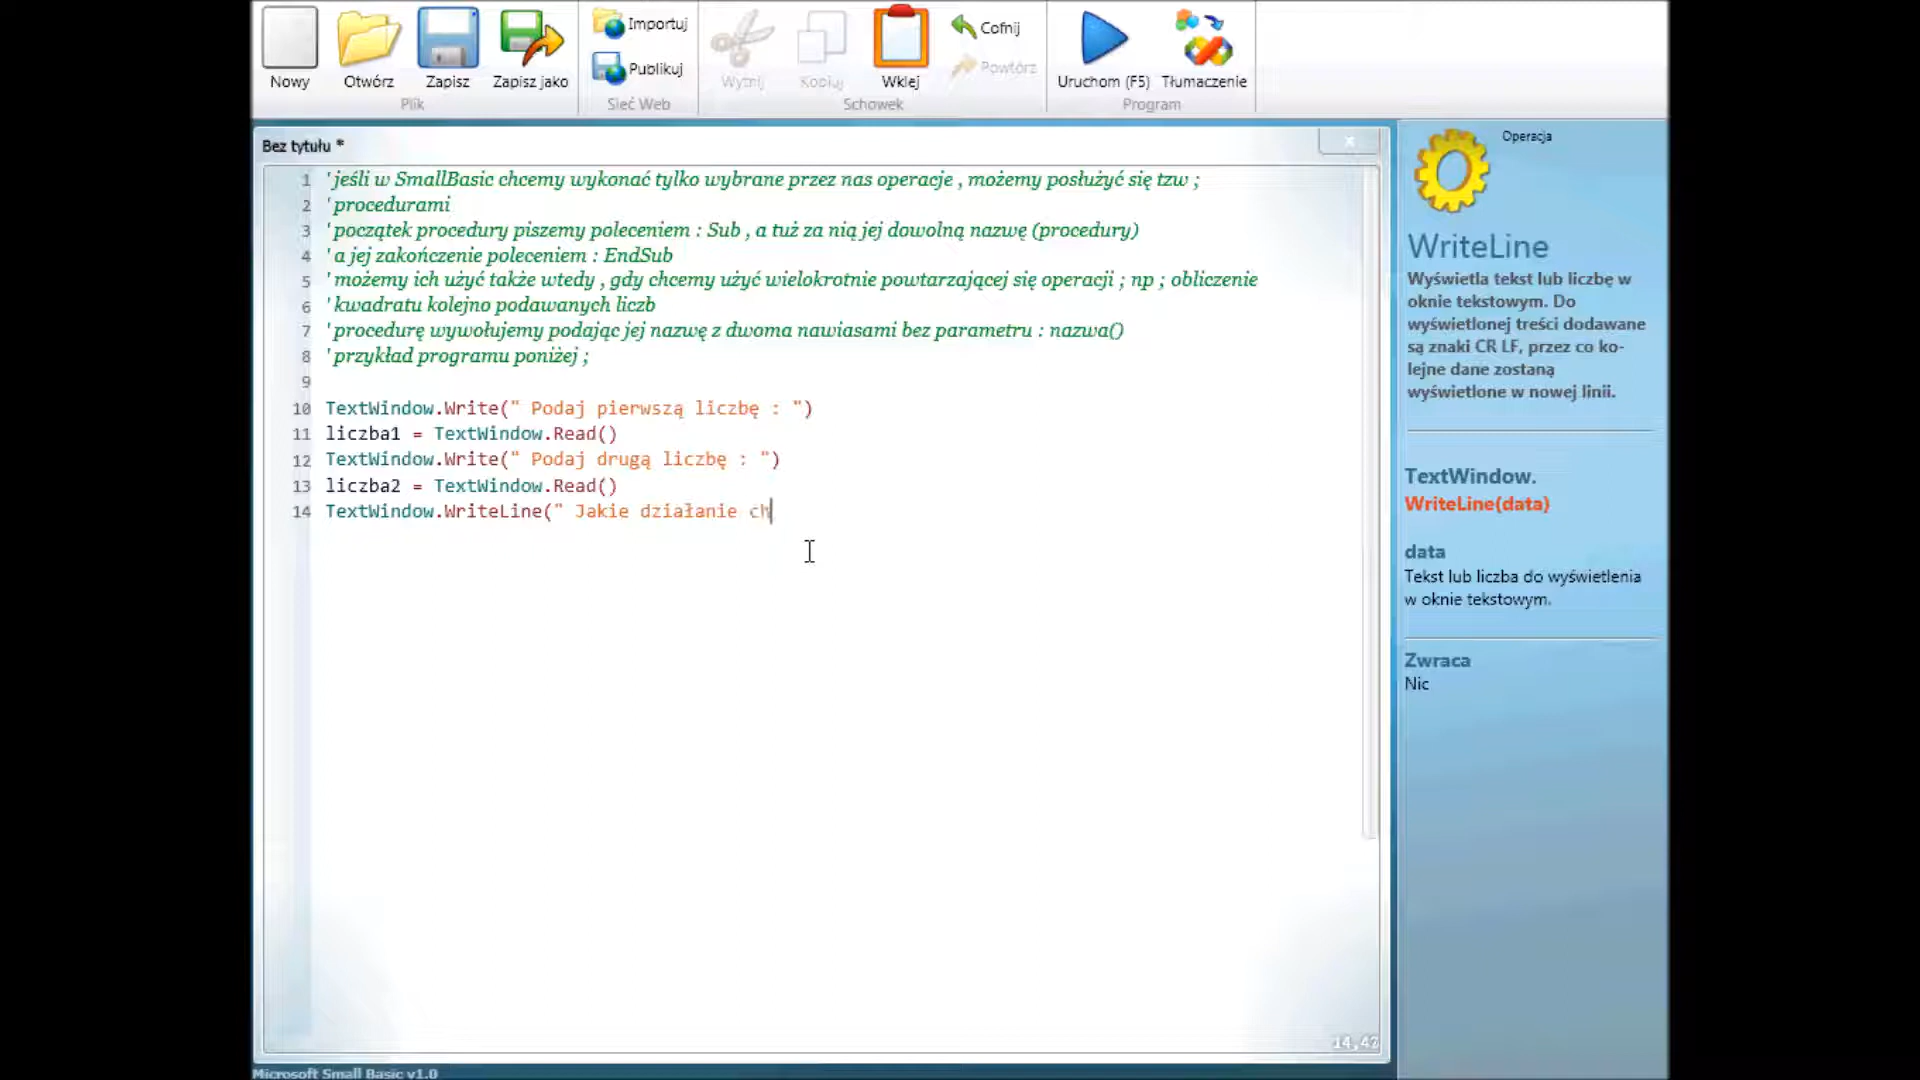 Nowy
Otwórz
Zapisz
Zapisz jako
Plik
Importuj
Publikuj
Sieć Web
Wytnij
Kopiuj
Wklej
Cofnij
Powtórz
Schowek
Uruchom (F5)
Tłumaczenie
Program
Bez tytułu *
1 ' jeśli w SmallBasic chcemy wykonać tylko wybrane przez nas operacje , możemy posłużyć się tzw ;
2 ' procedurami
3 ' początek procedury piszemy poleceniem : Sub , a tuż za nią jej dowolną nazwę (procedury)
4 ' a jej zakończenie poleceniem : EndSub
5 ' możemy ich użyć także wtedy , gdy chcemy użyć wielokrotnie powtarzającej się operacji ; np ; obliczenie
6 ' kwadratu kolejno podawanych liczb
7 ' procedurę wywołujemy podając jej nazwę z dwoma nawiasami bez parametru : nazwa()
8 ' przykład programu poniżej ;
9
10 TextWindow.Write(" Podaj pierwszą liczbę : ")
11 liczba1 = TextWindow.Read()
12 TextWindow.Write(" Podaj drugą liczbę : ")
13 liczba2 = TextWindow.Read()
14 TextWindow.WriteLine(" Jakie działanie ch
14,42
Microsoft Small Basic v1.0
Operacja
WriteLine
Wyświetla tekst lub liczbę w
oknie tekstowym. Do
wyświetlonej treści dodawane
są znaki CR LF, przez co ko-
lejne dane zostaną
wyświetlone w nowej linii.
TextWindow.
WriteLine(data)
data
Tekst lub liczba do wyświetlenia
w oknie tekstowym.
Zwraca
Nic